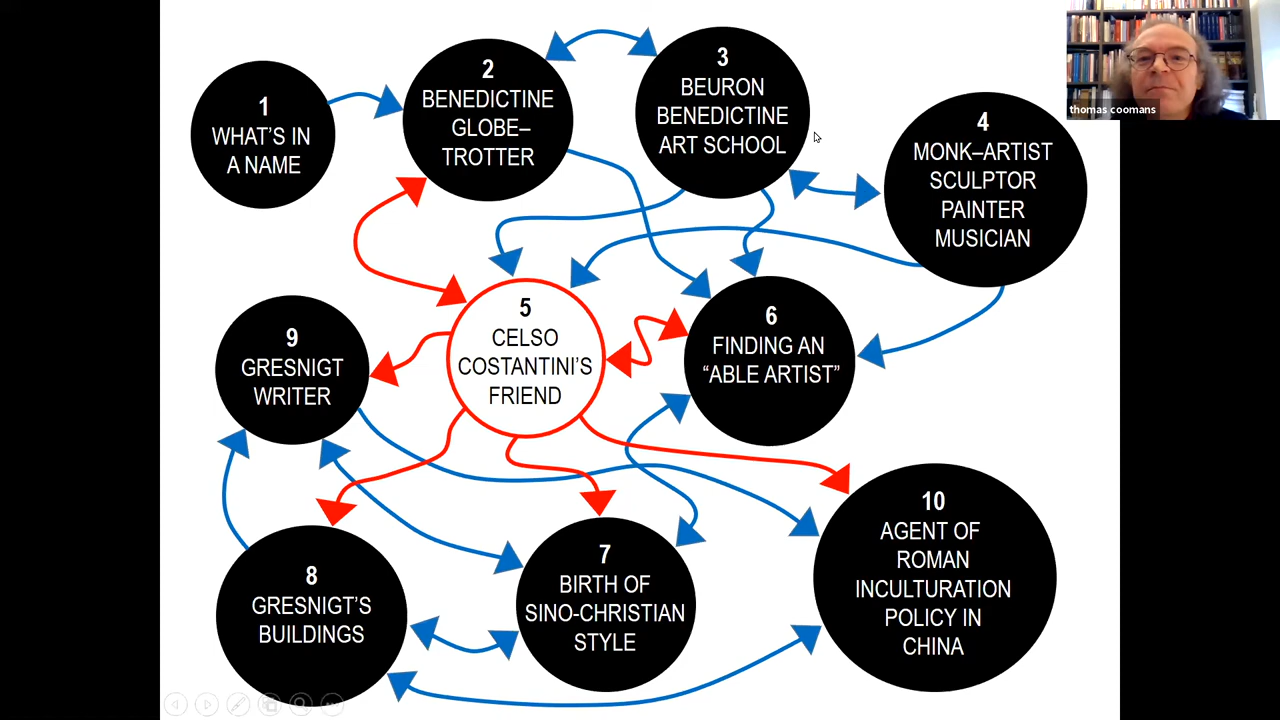 1
WHAT'S IN
A NAME
2
BENEDICTINE
GLOBE–
TROTTER
3
BEURON
BENEDICTINE
ART SCHOOL
4
MONK–ARTIST
SCULPTOR
PAINTER
MUSICIAN
thomas coomans
5
CELSO
COSTANTINI'S
FRIEND
6
FINDING AN
“ABLE ARTIST”
9
GRESNIGT
WRITER
8
GRESNIGT'S
BUILDINGS
7
BIRTH OF
SINO-CHRISTIAN
STYLE
10
AGENT OF
ROMAN
INCULTURATION
POLICY IN
CHINA